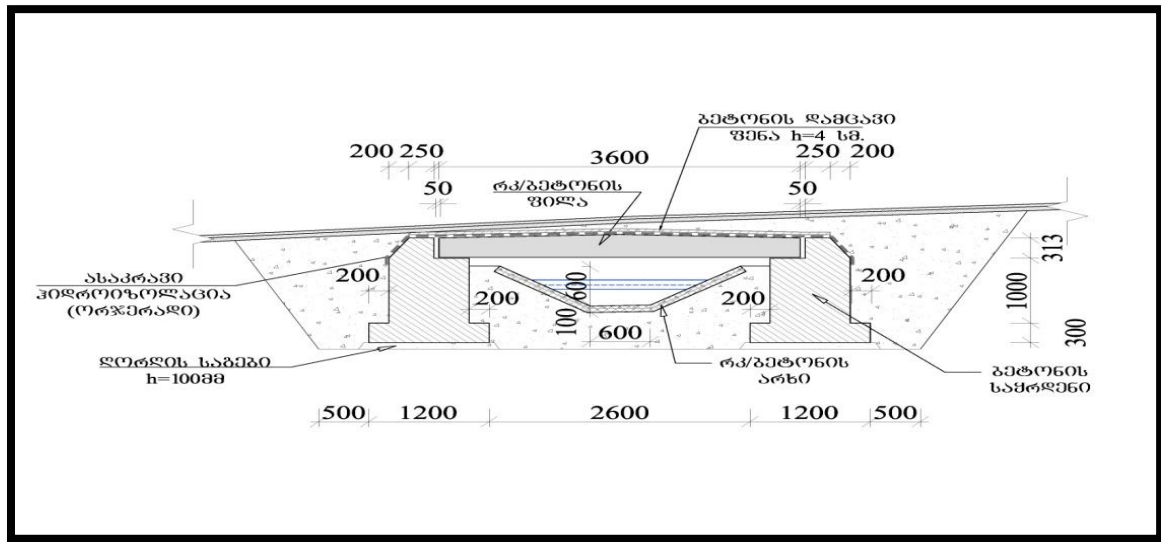 ბეტონის დამცავი
ფენა h=4 სმ.
200 250 3600 250 200
50 რკ/ბეტონის 50
ფილა
313
ასაკრავი
ჰიდროიზოლაცია
(ორჯერადი)
200 200 600 200 200 1000
100 600
300
ღორღის საგები
h=100მმ
რკ/ბეტონის
არხი
ბეტონის
საყრდენი
500 1200 2600 1200 500